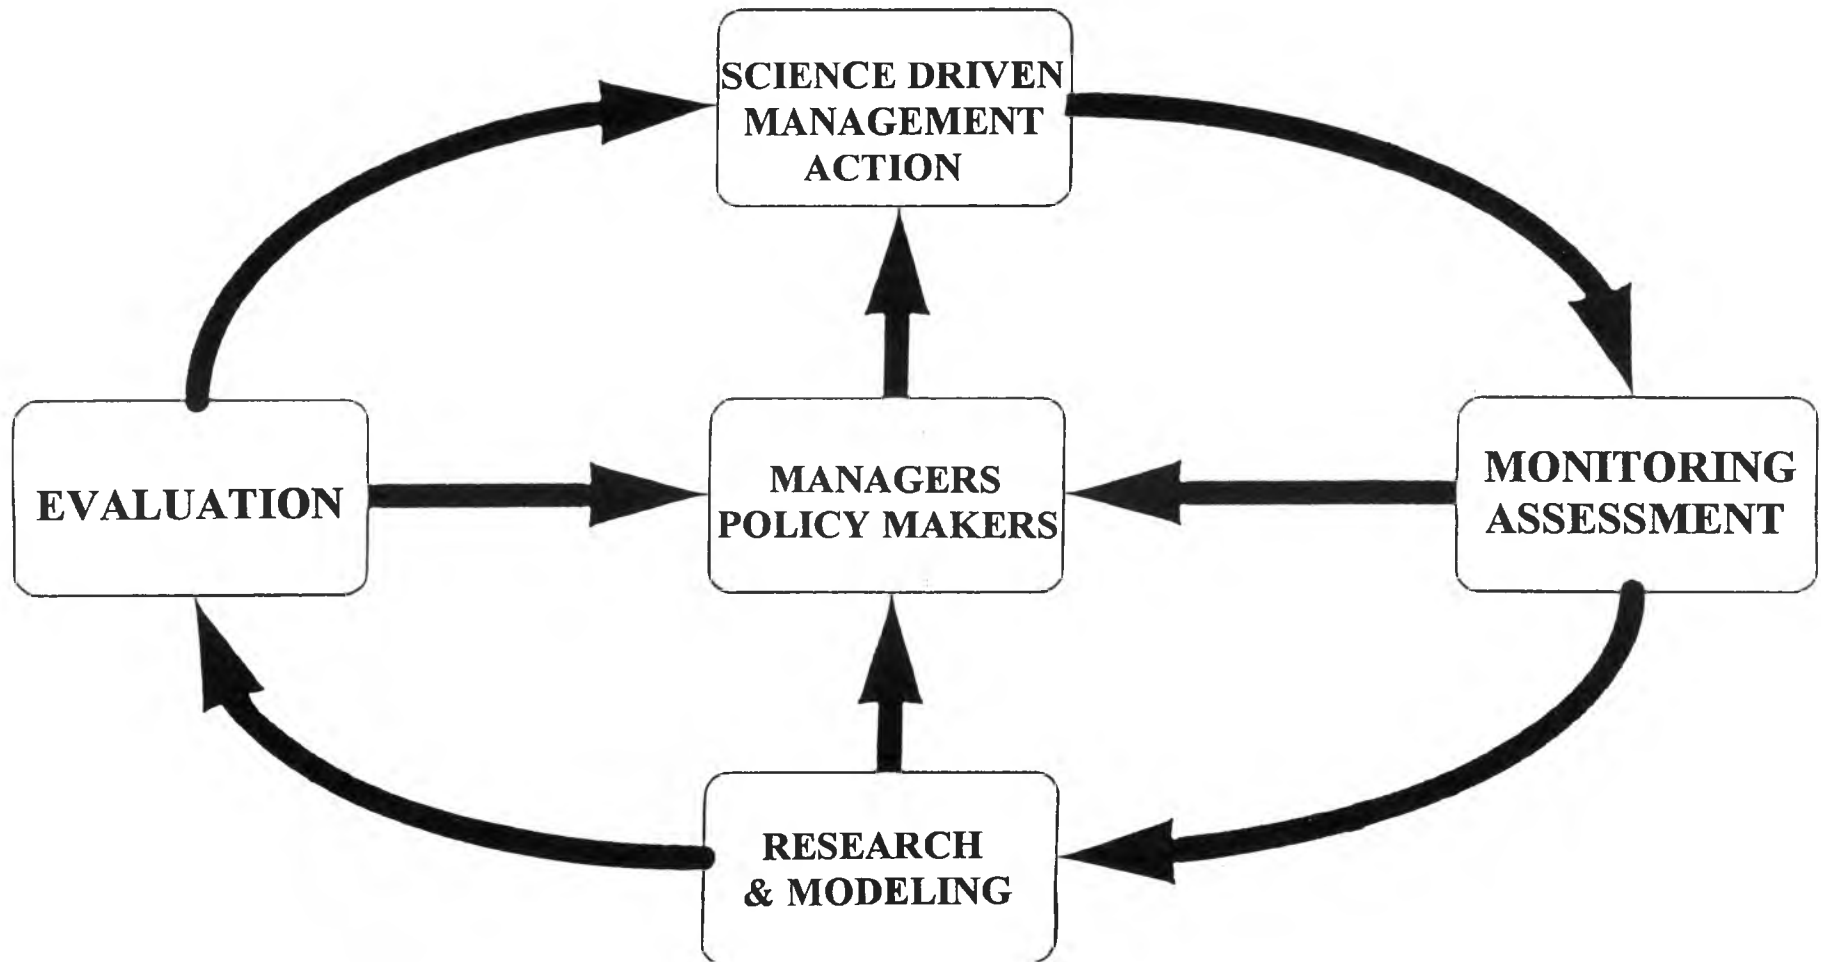 SCIENCE DRIVEN
MANAGEMENT
ACTION
EVALUATION
MANAGERS
POLICY MAKERS
MONITORING
ASSESSMENT
RESEARCH
& MODELING